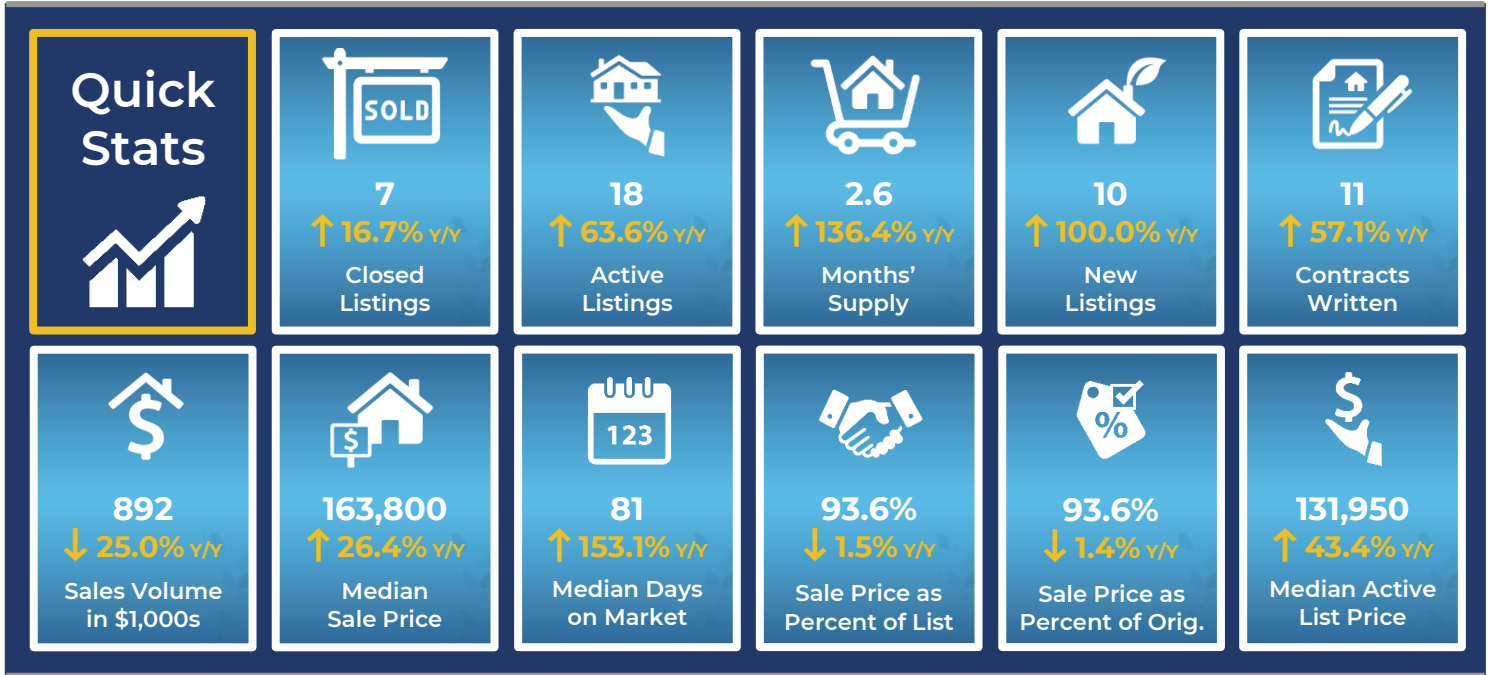 Quick
Stats
SOLD
7
↑ 16.7% Y/Y
Closed
Listings
18
↑ 63.6% Y/Y
Active
Listings
2.6
↑ 136.4% Y/Y
Months’
Supply
10
↑ 100.0% Y/Y
New
Listings
11
↑ 57.1% Y/Y
Contracts
Written
$
892
↓ 25.0% Y/Y
Sales Volume
in $1,000s
$
163,800
↑ 26.4% Y/Y
Median
Sale Price
123
81
↑ 153.1% Y/Y
Median Days
on Market
93.6%
↓ 1.5% Y/Y
Sale Price as
Percent of List
%
93.6%
↓ 1.4% Y/Y
Sale Price as
Percent of Orig.
$
131,950
↑ 43.4% Y/Y
Median Active
List Price